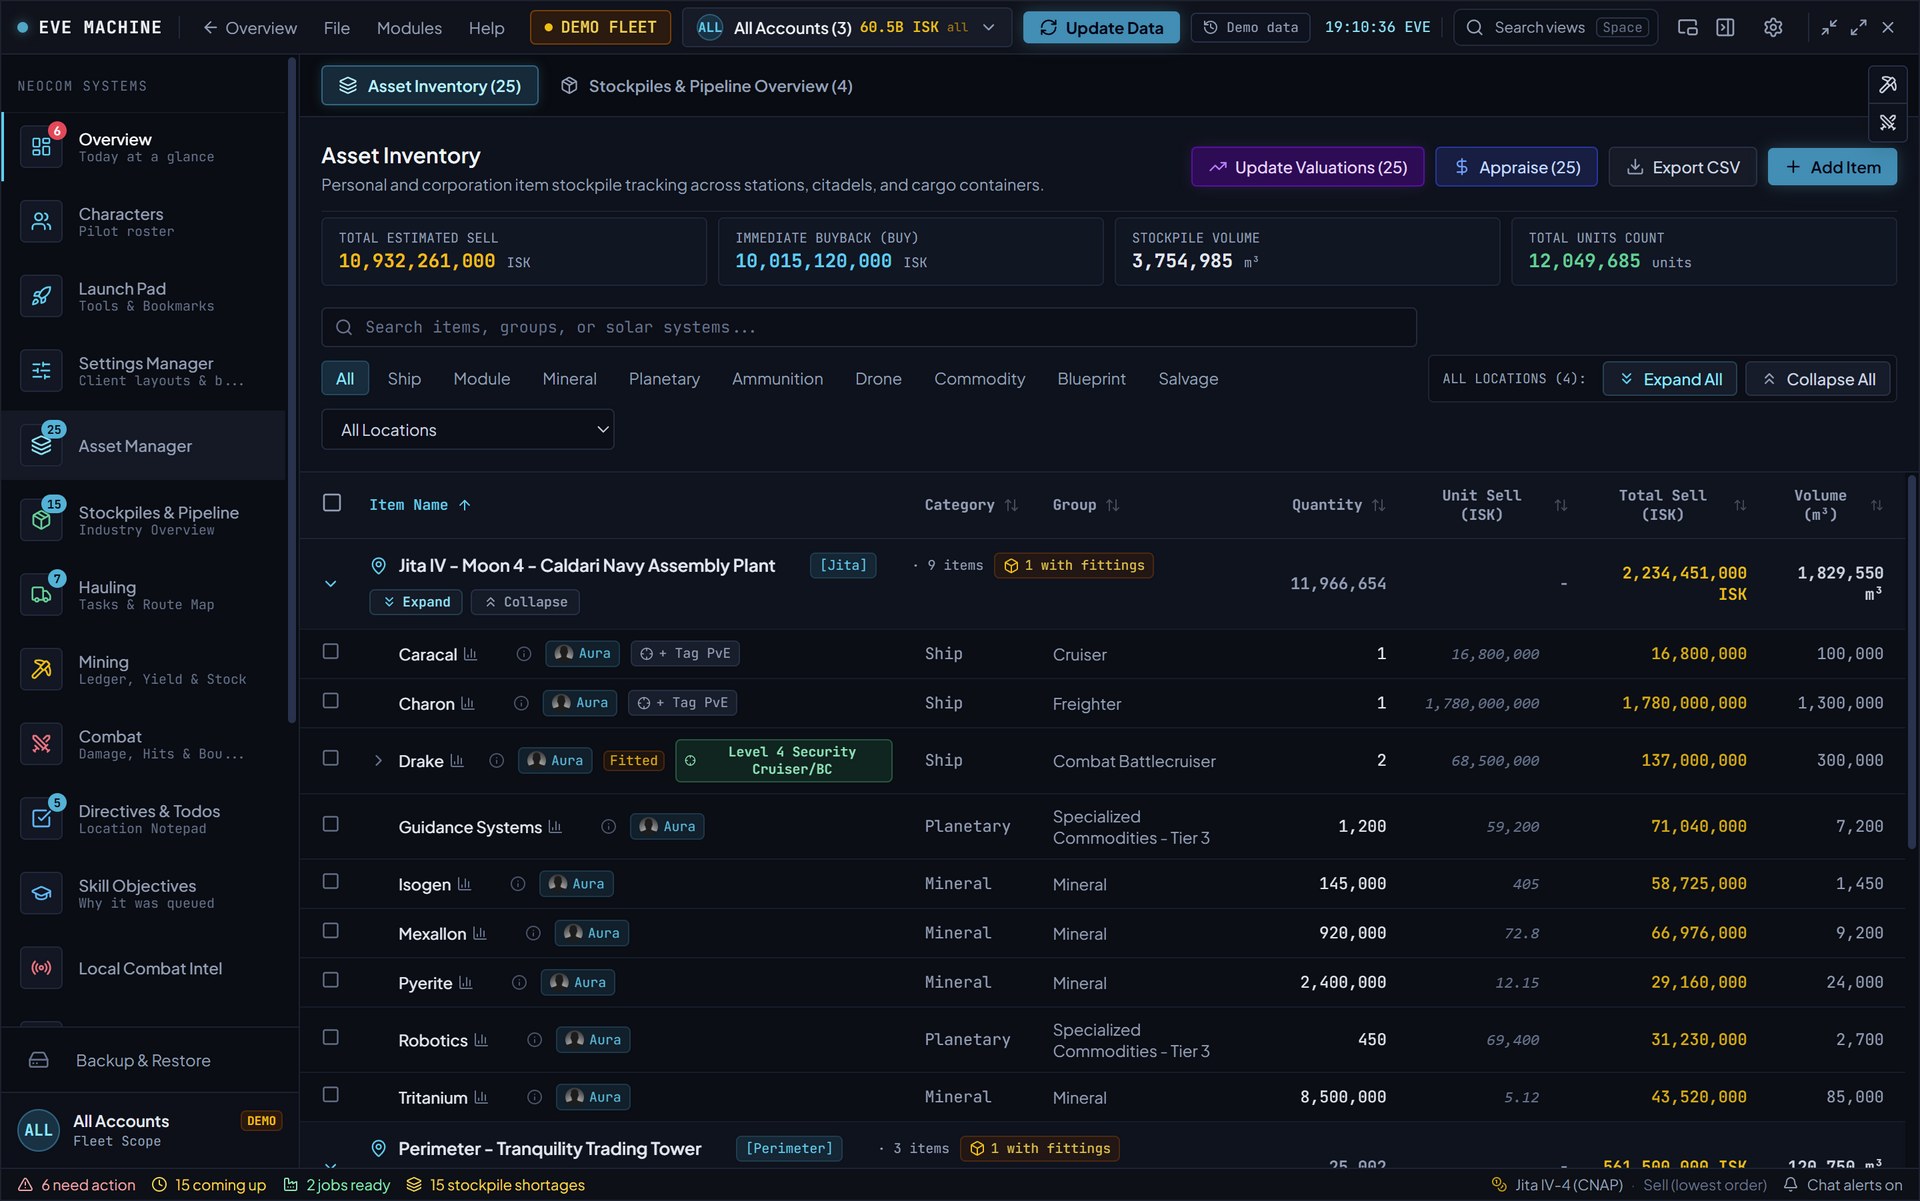 EVE MACHINE
Overview
File
Modules
Help
DEMO FLEET
ALL All Accounts (3) 60.5B ISK all
Update Data
Demo data
19:10:36 EVE
Search views Space
NEOCOM SYSTEMS
6
Overview
Today at a glance
Characters
Pilot roster
Launch Pad
Tools & Bookmarks
Settings Manager
Client layouts & b...
25
Asset Manager
15
Stockpiles & Pipeline
Industry Overview
7
Hauling
Tasks & Route Map
Mining
Ledger, Yield & Stock
Combat
Damage, Hits & Bou...
5
Directives & Todos
Location Notepad
Skill Objectives
Why it was queued
Local Combat Intel
Backup & Restore
ALL
All Accounts
Fleet Scope
DEMO
Asset Inventory (25)
Stockpiles & Pipeline Overview (4)
Asset Inventory
Personal and corporation item stockpile tracking across stations, citadels, and cargo containers.
Update Valuations (25)
Appraise (25)
Export CSV
Add Item
TOTAL ESTIMATED SELL
10,932,261,000 ISK
IMMEDIATE BUYBACK (BUY)
10,015,120,000 ISK
STOCKPILE VOLUME
3,754,985 m³
TOTAL UNITS COUNT
12,049,685 units
Search items, groups, or solar systems...
All Ship Module Mineral Planetary Ammunition Drone Commodity Blueprint Salvage
ALL LOCATIONS (4): Expand All Collapse All
All Locations
Item Name Category Group Quantity Unit Sell (ISK) Total Sell (ISK) Volume (m³)
Jita IV - Moon 4 - Caldari Navy Assembly Plant [Jita] · 9 items 1 with fittings 11,966,654 - 2,234,451,000 ISK 1,829,550 m³
Expand Collapse
Caracal Aura + Tag PvE Ship Cruiser 1 16,800,000 16,800,000 100,000
Charon Aura + Tag PvE Ship Freighter 1 1,780,000,000 1,780,000,000 1,300,000
Drake Aura Fitted Level 4 Security Cruiser/BC Ship Combat Battlecruiser 2 68,500,000 137,000,000 300,000
Guidance Systems Aura Planetary Specialized Commodities - Tier 3 1,200 59,200 71,040,000 7,200
Isogen Aura Mineral Mineral 145,000 405 58,725,000 1,450
Mexallon Aura Mineral Mineral 920,000 72.8 66,976,000 9,200
Pyerite Aura Mineral Mineral 2,400,000 12.15 29,160,000 24,000
Robotics Aura Planetary Specialized Commodities - Tier 3 450 69,400 31,230,000 2,700
Tritanium Aura Mineral Mineral 8,500,000 5.12 43,520,000 85,000
Perimeter - Tranquility Trading Tower [Perimeter] · 3 items 1 with fittings 25,002 - 561,500,000 ISK 120,750 m³
6 need action 15 coming up 2 jobs ready 15 stockpile shortages
Jita IV-4 (CNAP) · Sell (lowest order) Chat alerts on